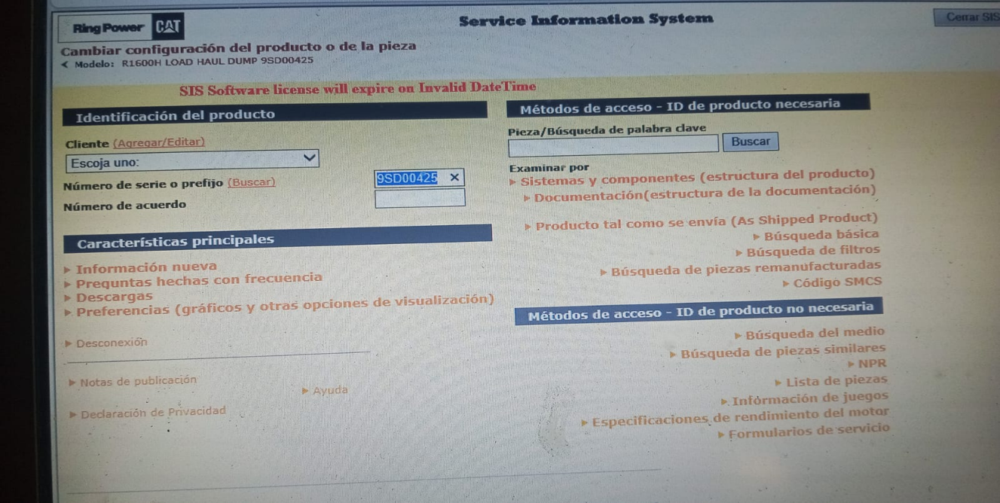 Ring Power CAT
Service Information System
Cerrar SIS
Cambiar configuración del producto o de la pieza
Modelo: R1600H LOAD HAUL DUMP 9SD00425
SIS Software license will expire on Invalid DateTime
Identificación del producto
Cliente (Agregar/Editar)
Escoja uno:
Número de serie o prefijo (Buscar)
9SD00425 ×
Número de acuerdo
Características principales
Información nueva
Preguntas hechas con frecuencia
Descargas
Preferencias (gráficos y otras opciones de visualización)
Desconexión
Notas de publicación
Ayuda
Declaración de Privacidad
Métodos de acceso - ID de producto necesaria
Pieza/Búsqueda de palabra clave
Buscar
Examinar por
Sistemas y componentes (estructura del producto)
Documentación(estructura de la documentación)
Producto tal como se envía (As Shipped Product)
Búsqueda básica
Búsqueda de filtros
Búsqueda de piezas remanufacturadas
Código SMCS
Métodos de acceso - ID de producto no necesaria
Búsqueda del medio
Búsqueda de piezas similares
NPR
Lista de piezas
Información de juegos
Especificaciones de rendimiento del motor
Formularios de servicio